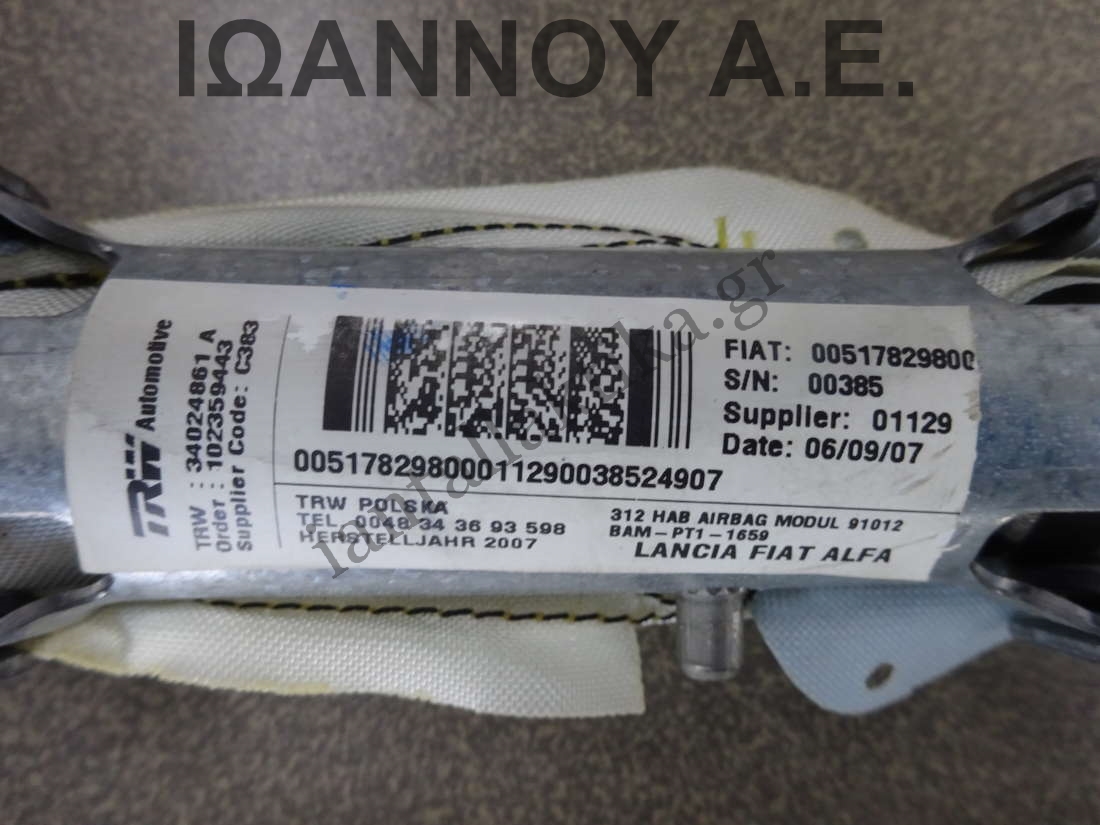 ΙΩΑΝΝΟΥ Α.Ε.
TRW Automotive
TRW : 34024861 A
Order : 102359443
Supplier Code: C383
FIAT: 00517829800
S/N: 00385
Supplier: 01129
Date: 06/09/07
00517829800011290038524907
TRW POLSKA
TEL. 0048 34 36 93 598
HERSTELLJAHR 2007
312 HAB AIRBAG MODUL 91012
BAM-PT1-1659
LANCIA FIAT ALFA